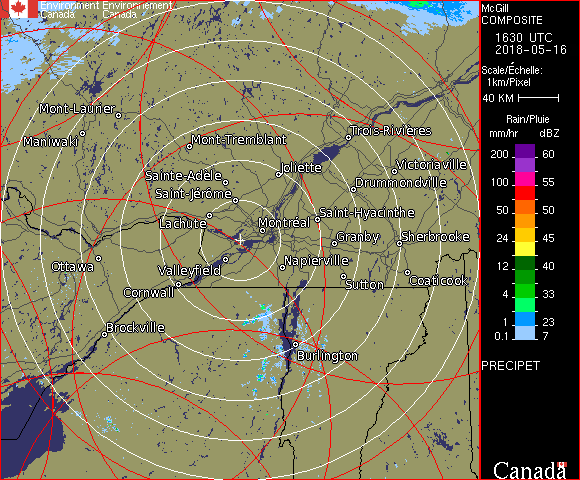 Environment Environnement
Canada Canada
McGill
COMPOSITE
1630 UTC
2018-05-16
Scale/Échelle:
1km/Pixel
40 KM
Rain/Pluie
mm/hr dBZ
200 60
100 55
50 50
24 45
12 40
4 33
1 23
0.1 7
PRECIPET
Canada
Mont-Laurier
Maniwaki
Mont-Tremblant
Trois-Rivières
Joliette
Victoriaville
Sainte-Adèle
Drummondville
Saint-Jérôme
Lachute
Saint-Hyacinthe
Montréal
Granby
Sherbrooke
Ottawa
Valleyfield
Napierville
Cornwall
Sutton
Coaticook
Brockville
Burlington